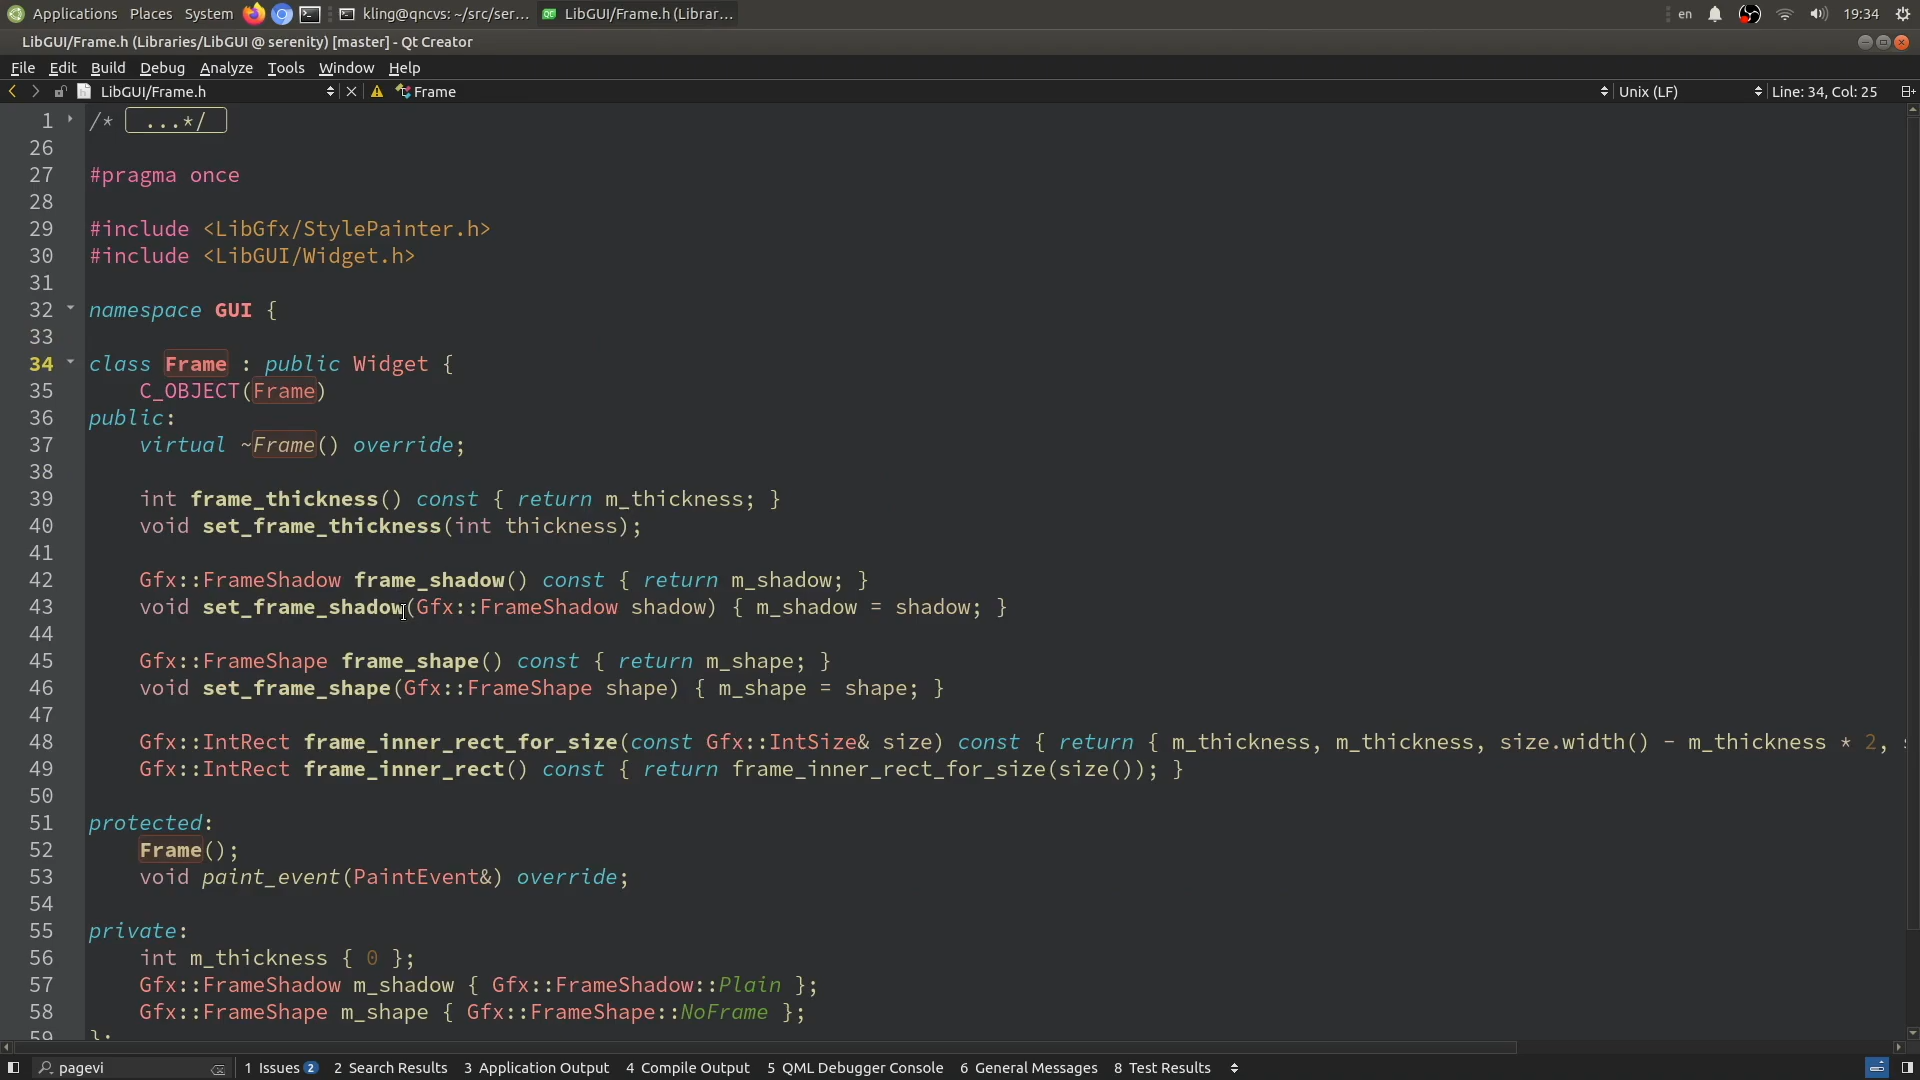 Applications Places System kling@qncvs: ~/src/ser... LibGUI/Frame.h (Librar... en 19:34
LibGUI/Frame.h (Libraries/LibGUI @ serenity) [master] - Qt Creator
File Edit Build Debug Analyze Tools Window Help
LibGUI/Frame.h Frame Unix (LF) Line: 34, Col: 25
1 /* ...*/
26
27 #pragma once
28
29 #include <LibGfx/StylePainter.h>
30 #include <LibGUI/Widget.h>
31
32 namespace GUI {
33
34 class Frame : public Widget {
35 C_OBJECT(Frame)
36 public:
37 virtual ~Frame() override;
38
39 int frame_thickness() const { return m_thickness; }
40 void set_frame_thickness(int thickness);
41
42 Gfx::FrameShadow frame_shadow() const { return m_shadow; }
43 void set_frame_shadow(Gfx::FrameShadow shadow) { m_shadow = shadow; }
44
45 Gfx::FrameShape frame_shape() const { return m_shape; }
46 void set_frame_shape(Gfx::FrameShape shape) { m_shape = shape; }
47
48 Gfx::IntRect frame_inner_rect_for_size(const Gfx::IntSize& size) const { return { m_thickness, m_thickness, size.width() - m_thickness * 2,
49 Gfx::IntRect frame_inner_rect() const { return frame_inner_rect_for_size(size()); }
50
51 protected:
52 Frame();
53 void paint_event(PaintEvent&) override;
54
55 private:
56 int m_thickness { 0 };
57 Gfx::FrameShadow m_shadow { Gfx::FrameShadow::Plain };
58 Gfx::FrameShape m_shape { Gfx::FrameShape::NoFrame };
59 };
pagevi 1 Issues 2 2 Search Results 3 Application Output 4 Compile Output 5 QML Debugger Console 6 General Messages 8 Test Results